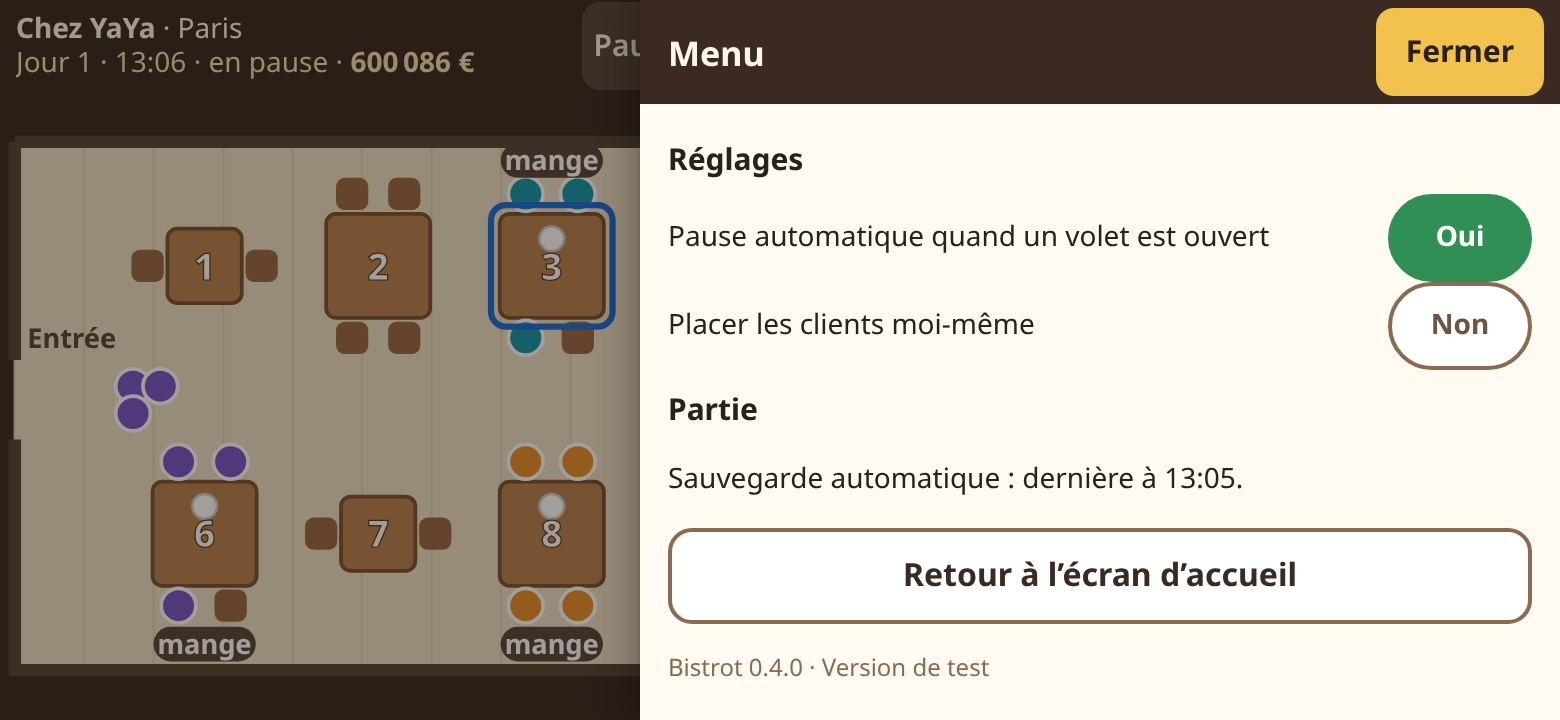 Chez YaYa · Paris
Jour 1 · 13:06 · en pause · 600 086 €
Pau
Menu
Fermer
Réglages
Pause automatique quand un volet est ouvert
Oui
Placer les clients moi-même
Non
Partie
Sauvegarde automatique : dernière à 13:05.
Retour à l’écran d’accueil
Bistrot 0.4.0 · Version de test
mange
1
2
3
Entrée
6
7
8
mange
mange